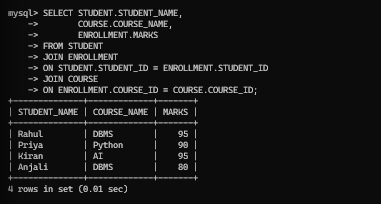 mysql> SELECT STUDENT.STUDENT_NAME,
    ->        COURSE.COURSE_NAME,
    ->        ENROLLMENT.MARKS
    -> FROM STUDENT
    -> JOIN ENROLLMENT
    -> ON STUDENT.STUDENT_ID = ENROLLMENT.STUDENT_ID
    -> JOIN COURSE
    -> ON ENROLLMENT.COURSE_ID = COURSE.COURSE_ID;
+--------------+-------------+-------+
| STUDENT_NAME | COURSE_NAME | MARKS |
+--------------+-------------+-------+
| Rahul        | DBMS        |    95 |
| Priya        | Python      |    90 |
| Kiran        | AI          |    95 |
| Anjali       | DBMS        |    80 |
+--------------+-------------+-------+
4 rows in set (0.01 sec)